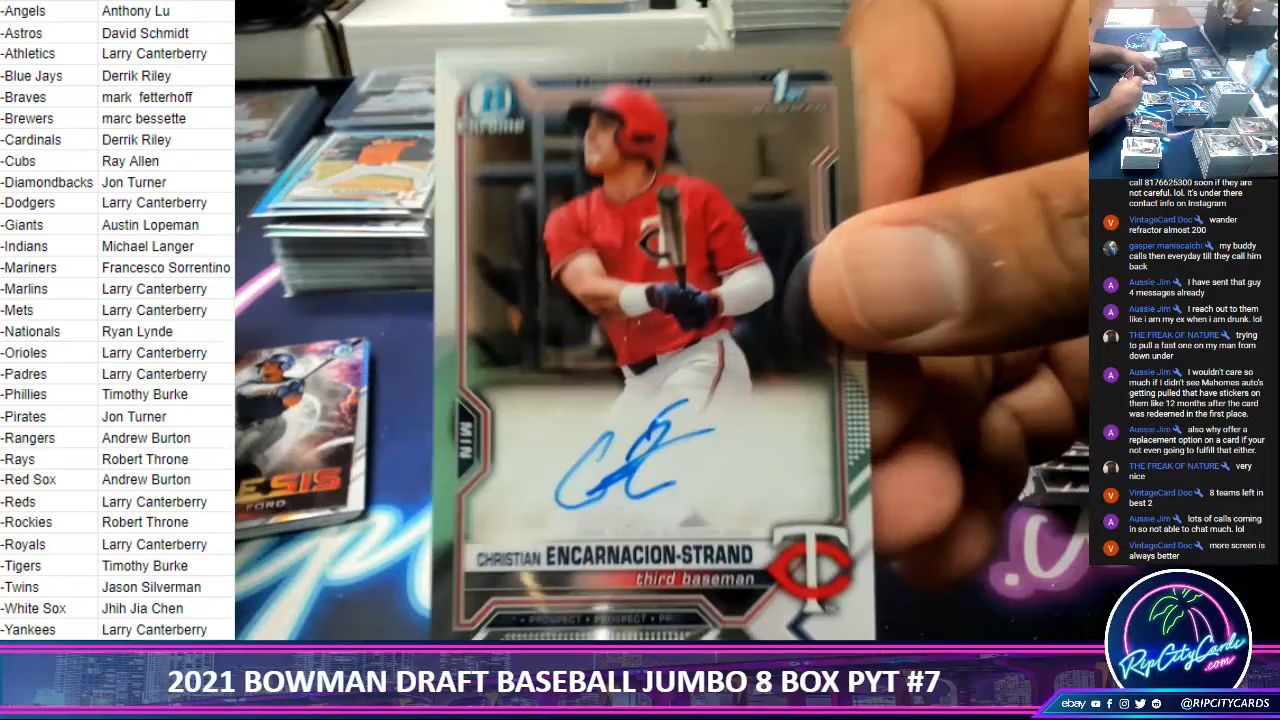 -Angels Anthony Lu
-Astros David Schmidt
-Athletics Larry Canterberry
-Blue Jays Derrik Riley
-Braves mark fetterhoff
-Brewers marc bessette
-Cardinals Derrik Riley
-Cubs Ray Allen
-Diamondbacks Jon Turner
-Dodgers Larry Canterberry
-Giants Austin Lopeman
-Indians Michael Langer
-Mariners Francesco Sorrentino
-Marlins Larry Canterberry
-Mets Larry Canterberry
-Nationals Ryan Lynde
-Orioles Larry Canterberry
-Padres Larry Canterberry
-Phillies Timothy Burke
-Pirates Jon Turner
-Rangers Andrew Burton
-Rays Robert Throne
-Red Sox Andrew Burton
-Reds Larry Canterberry
-Rockies Robert Throne
-Royals Larry Canterberry
-Tigers Timothy Burke
-Twins Jason Silverman
-White Sox Jhih Jia Chen
-Yankees Larry Canterberry
Chrome
1st
MIN
CHRISTIAN ENCARNACION-STRAND
third baseman
PROSPECT • PROSPECT
ESIS
FORD
call 8176625300 soon if they are
not careful. lol. it's under there
contact info on Instagram
VintageCard Doc wander
refractor almost 200
gasper maniscalchi my buddy
calls then everyday till they call him
back
Aussie Jim I have sent that guy
4 messages already
Aussie Jim I reach out to them
like i am my ex when i am drunk. lol
THE FREAK OF NATURE trying
to pull a fast one on my man from
down under
Aussie Jim I wouldn't care so
much if I didn't see Mahomes auto's
getting pulled that have stickers on
them like 12 months after the card
was redeemed in the first place.
Aussie Jim also why offer a
replacement option on a card if your
not even going to fulfill that either.
THE FREAK OF NATURE very
nice
VintageCard Doc 8 teams left in
best 2
Aussie Jim lots of calls coming
in so not able to chat much. lol
VintageCard Doc more screen is
always better
RipCityCards
.com
2021 BOWMAN DRAFT BASEBALL JUMBO 8 BOX PYT #7
ebay @RIPCITYCARDS